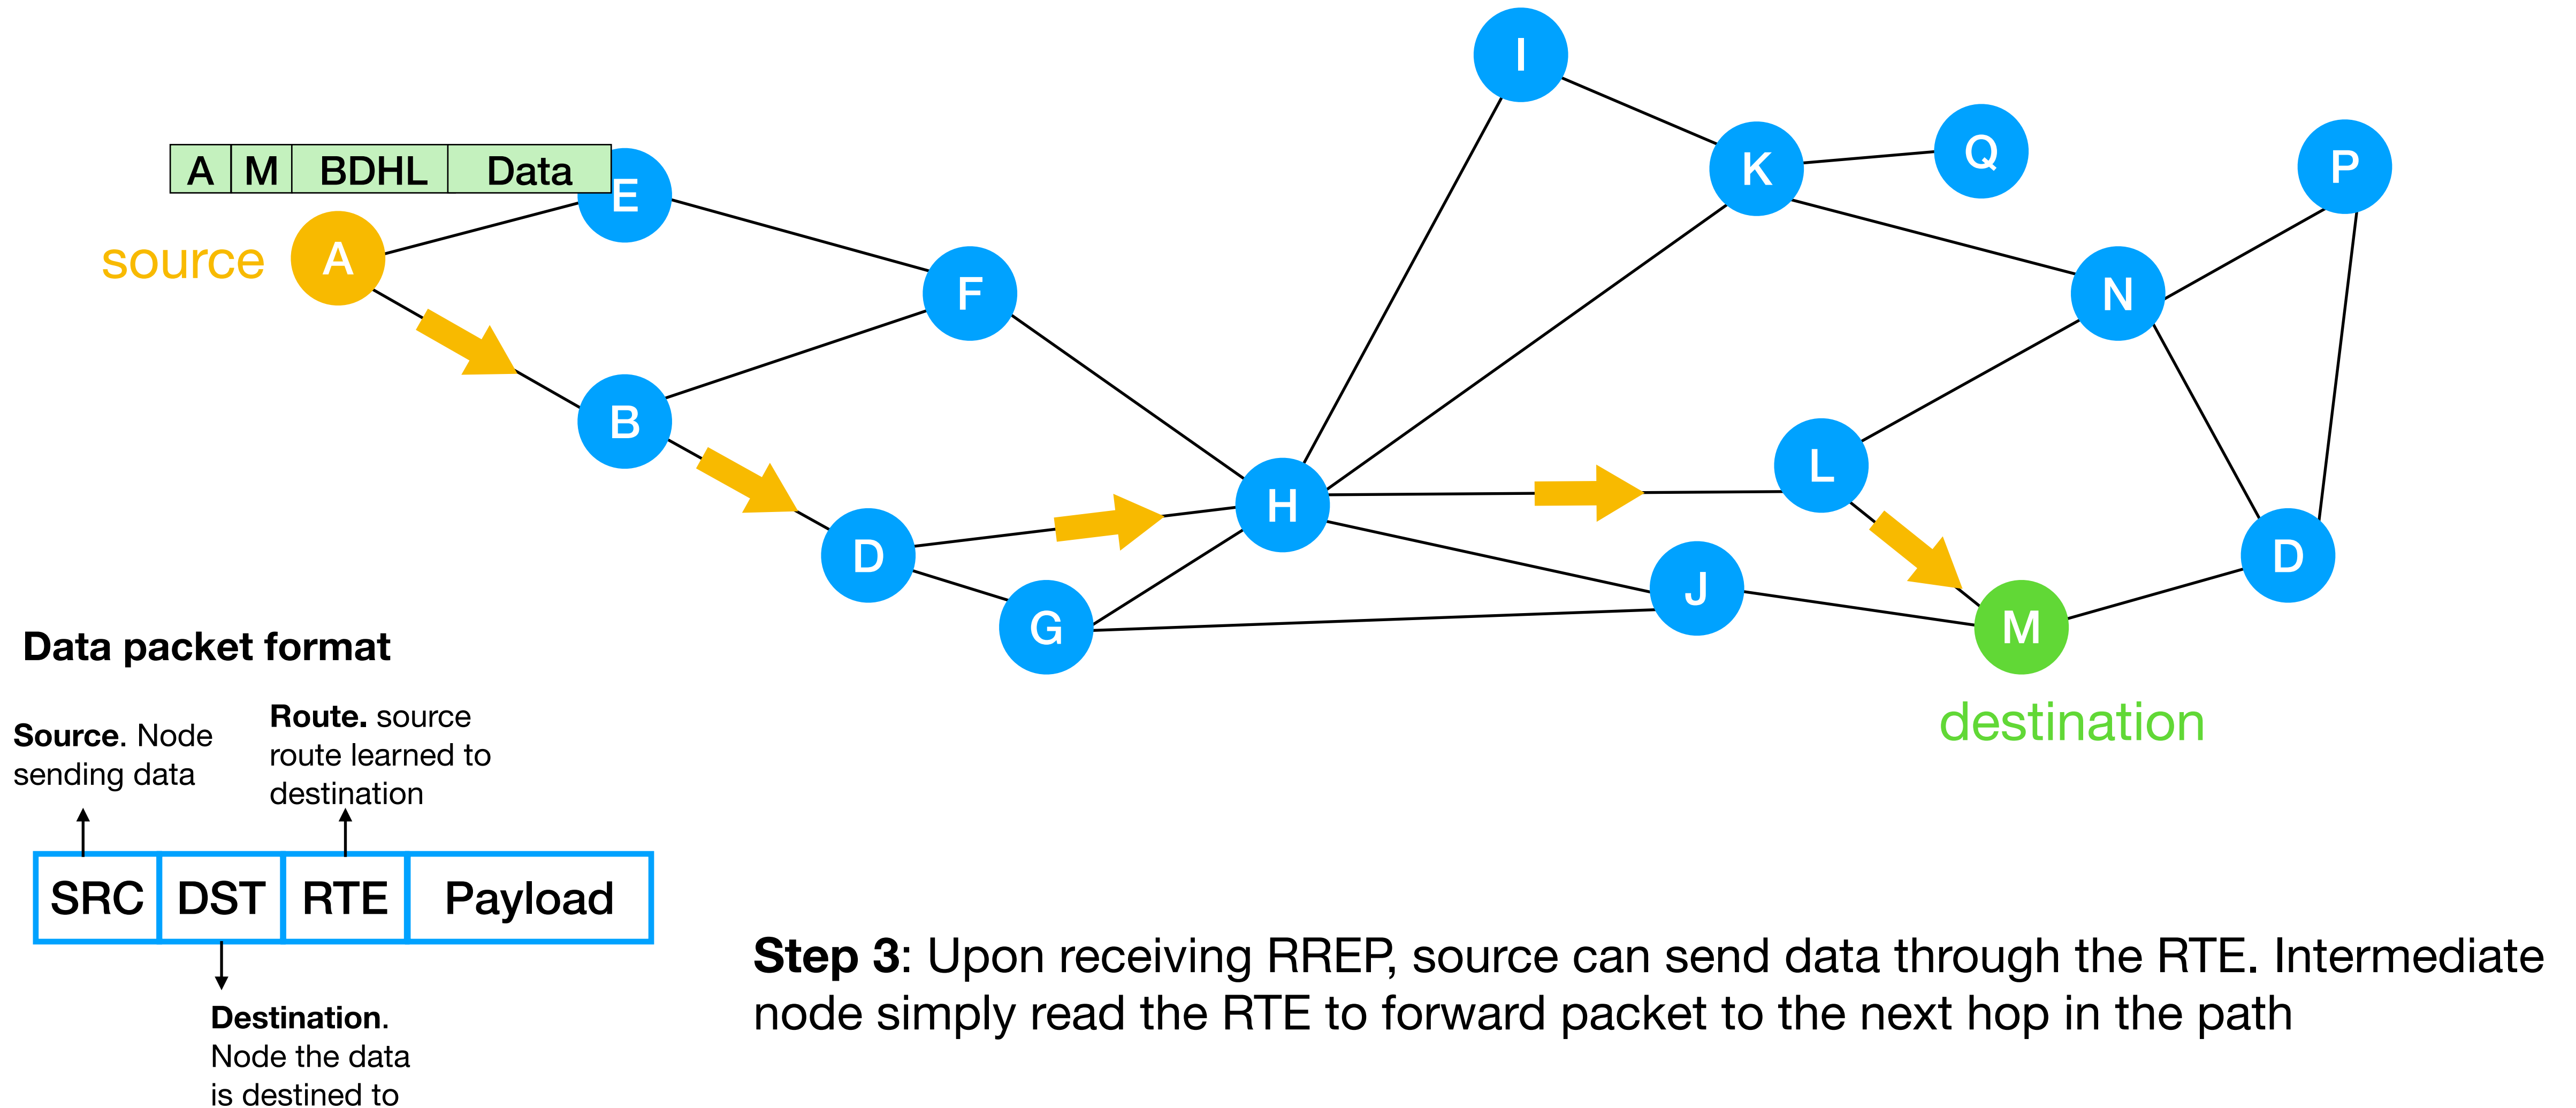 I
Q
K
P
A M BDHL Data
E
source
A
F
N
B
L
H
D
D
J
G
M
Data packet format
destination
Route. source
Source. Node
route learned to
sending data
destination
SRC DST RTE Payload
Step 3: Upon receiving RREP, source can send data through the RTE. Intermediate
node simply read the RTE to forward packet to the next hop in the path
Destination.
Node the data
is destined to